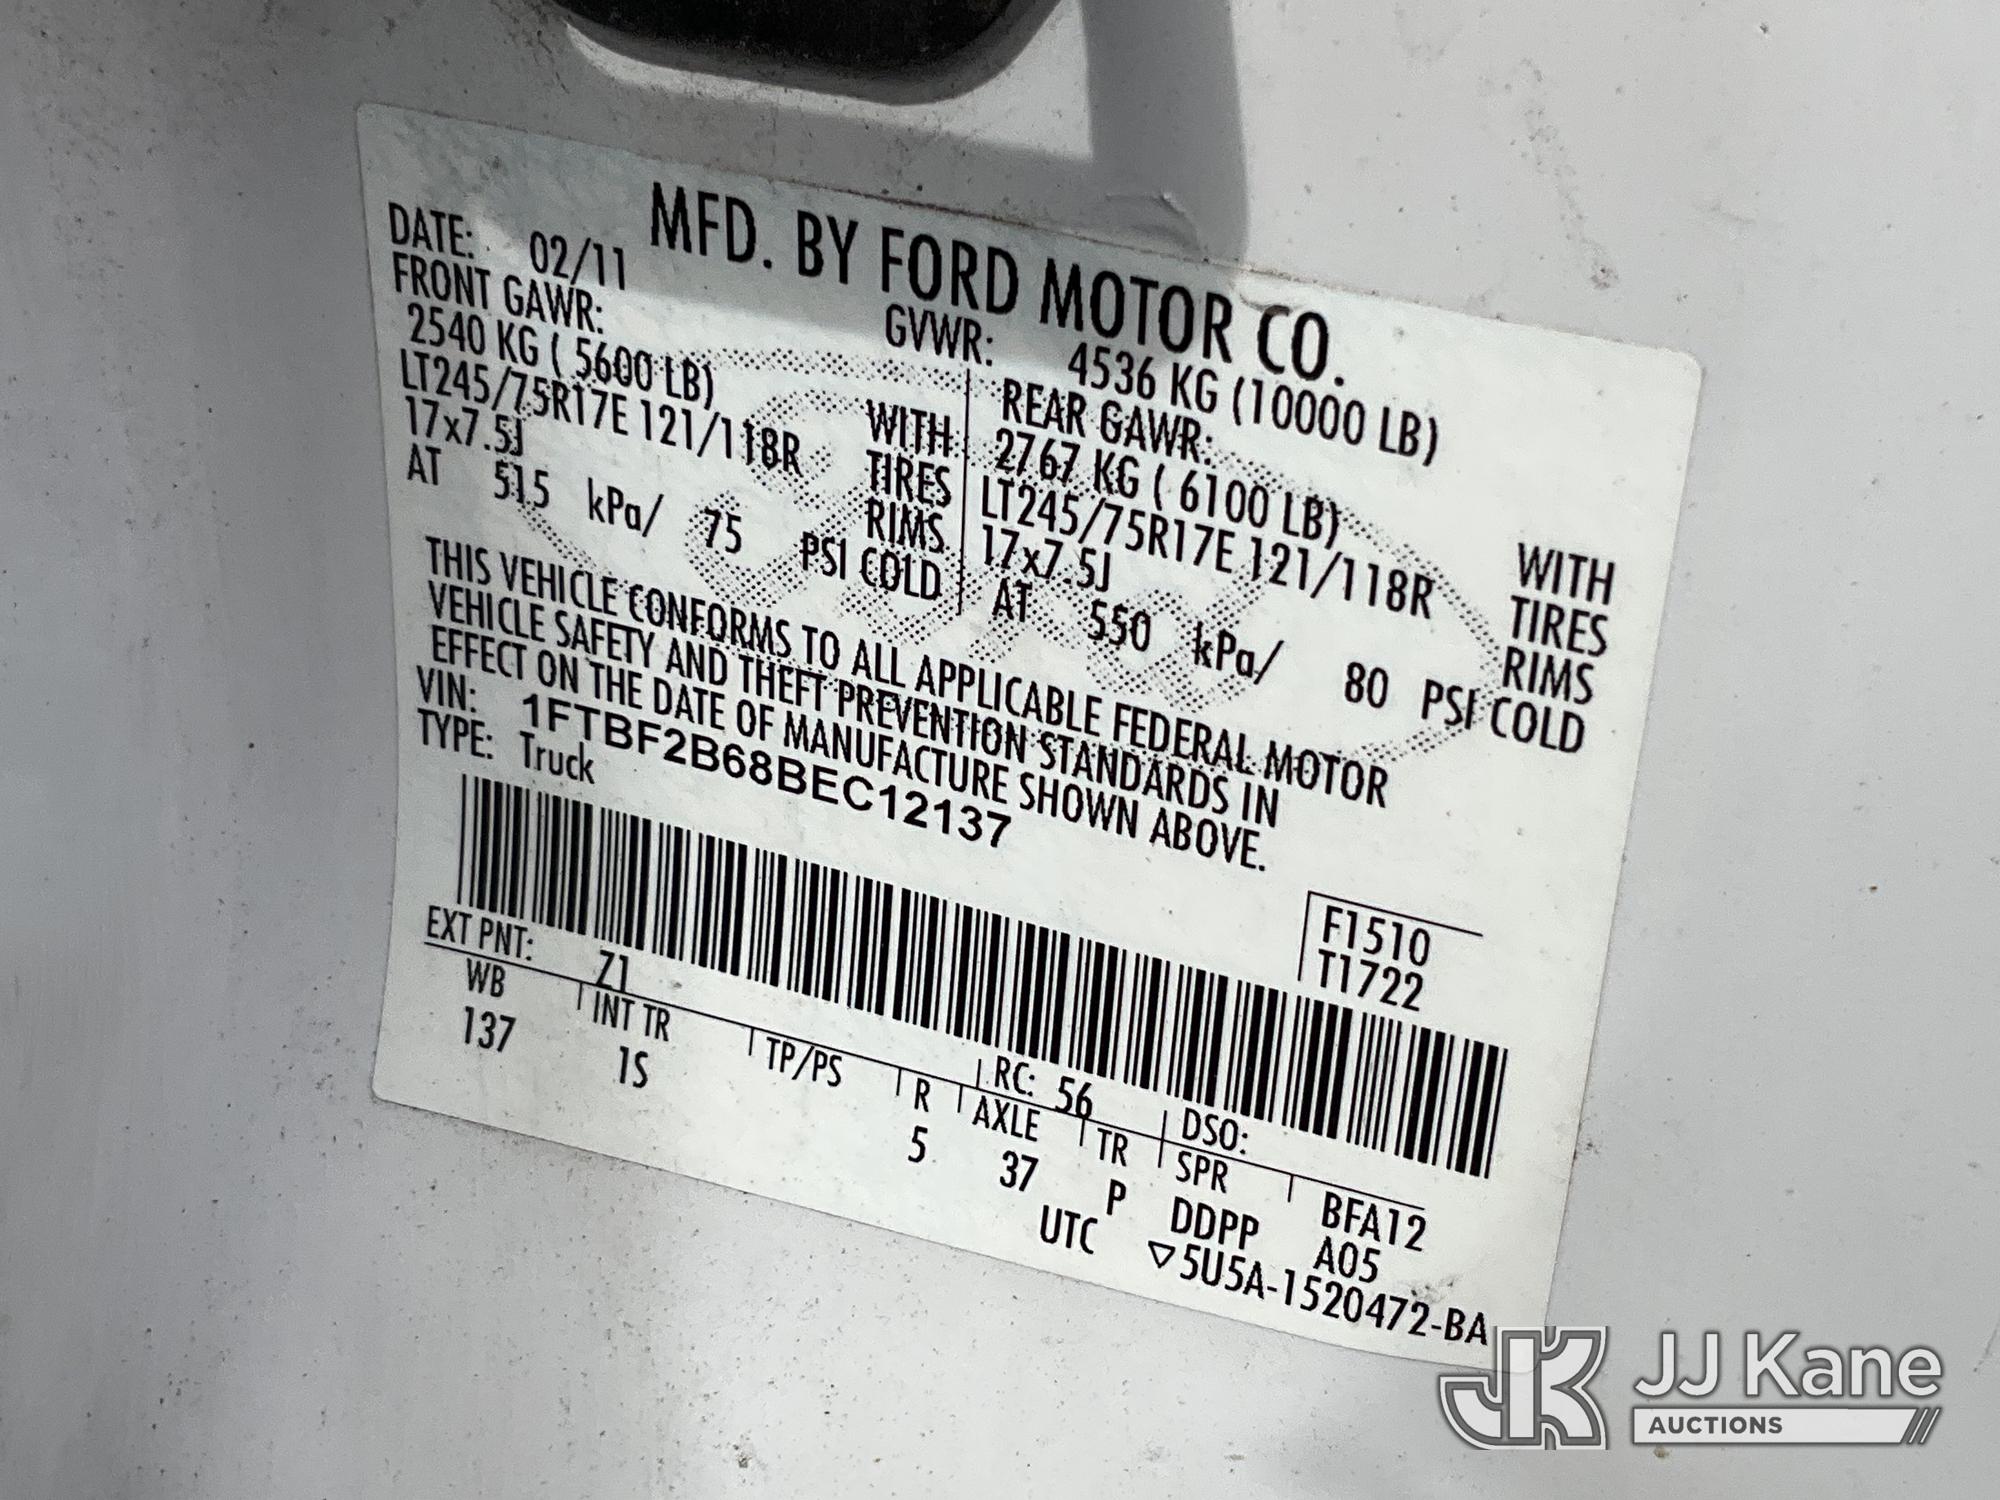 MFD. BY FORD MOTOR CO.
DATE: 02/11 GVWR: 4536 KG (10000 LB)
FRONT GAWR: REAR GAWR:
2540 KG ( 5600 LB) WITH 2767 KG ( 6100 LB) WITH
LT245/75R17E 121/118R TIRES LT245/75R17E 121/118R TIRES
17x7.5J RIMS 17x7.5J RIMS
AT 515 kPa/ 75 PSI COLD AT 550 kPa/ 80 PSI COLD
THIS VEHICLE CONFORMS TO ALL APPLICABLE FEDERAL MOTOR
VEHICLE SAFETY AND THEFT PREVENTION STANDARDS IN
EFFECT ON THE DATE OF MANUFACTURE SHOWN ABOVE.
VIN: 1FTBF2B68BEC12137
TYPE: Truck
F1510
T1722
EXT PNT: Z1 RC: 56 DSO:
WB INT TR TP/PS R AXLE TR SPR BFA12
137 1S 5 37 P DDPP A05
UTC ▽5U5A-1520472-BA
JK JJ Kane
AUCTIONS